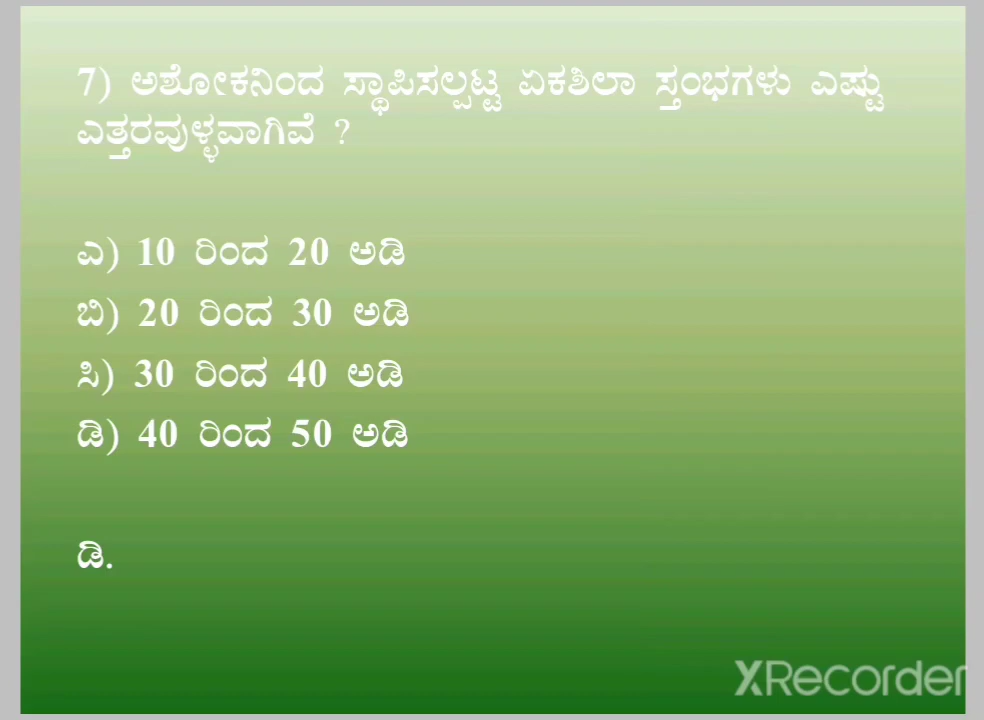 7) ಅಶೋಕನಿಂದ ಸ್ಥಾಪಿಸಲ್ಪಟ್ಟ ಏಕಶಿಲಾ ಸ್ತಂಭಗಳು ಎಷ್ಟು
ಎತ್ತರವುಳ್ಳವಾಗಿವೆ ?
ಎ) 10 ರಿಂದ 20 ಅಡಿ
ಬಿ) 20 ರಿಂದ 30 ಅಡಿ
ಸಿ) 30 ರಿಂದ 40 ಅಡಿ
ಡಿ) 40 ರಿಂದ 50 ಅಡಿ
ಡಿ.
XRecorder